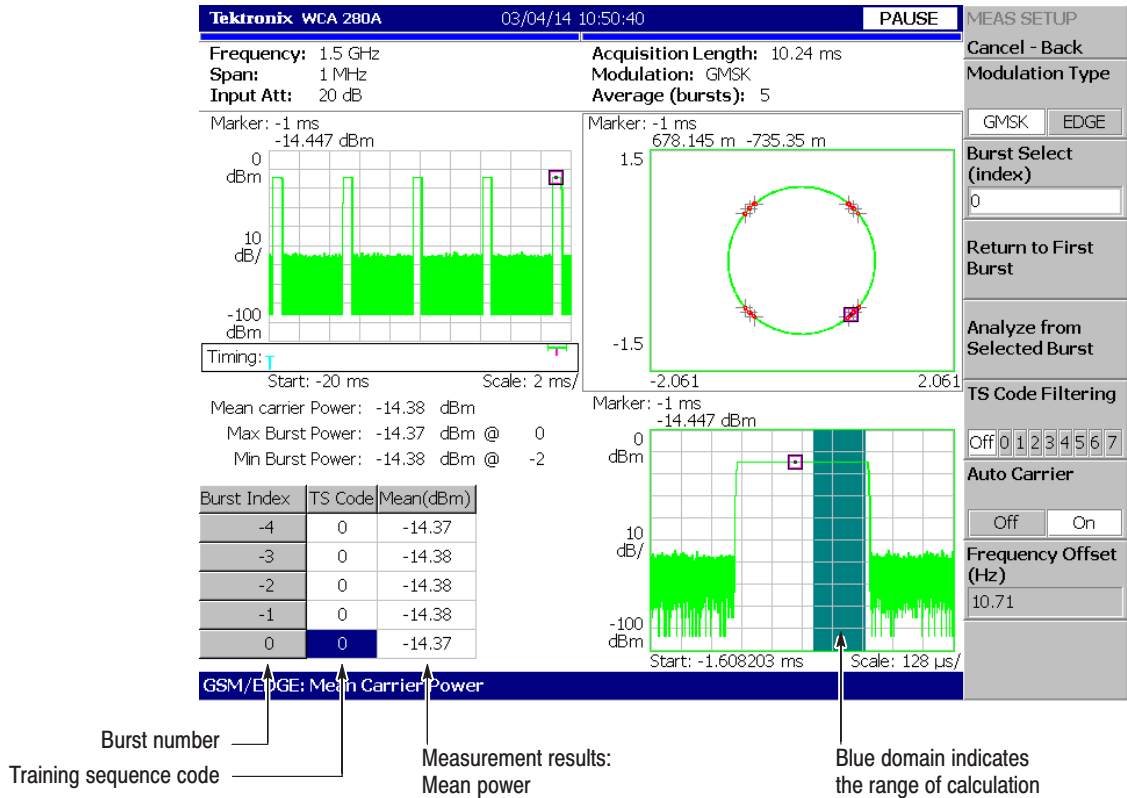 Tektronix WCA 280A 03/04/14 10:50:40 PAUSE
Frequency: 1.5 GHz
Span: 1 MHz
Input Att: 20 dB
Acquisition Length: 10.24 ms
Modulation: GMSK
Average (bursts): 5
Marker: -1 ms
-14.447 dBm
0
dBm
10
dB/
-100
dBm
Timing:
T
T
Start: -20 ms Scale: 2 ms/
Marker: -1 ms
678.145 m -735.35 m
1.5
-1.5
-2.061 2.061
Mean carrier Power: -14.38 dBm
Max Burst Power: -14.37 dBm @ 0
Min Burst Power: -14.38 dBm @ -2
Burst Index TS Code Mean(dBm)
-4 0 -14.37
-3 0 -14.38
-2 0 -14.38
-1 0 -14.38
0 0 -14.37
Marker: -1 ms
-14.447 dBm
0
dBm
10
dB/
-100
dBm
Start: -1.608203 ms Scale: 128 µs/
GSM/EDGE: Mean Carrier Power
MEAS SETUP
Cancel - Back
Modulation Type
GMSK EDGE
Burst Select
(index)
0
Return to First
Burst
Analyze from
Selected Burst
TS Code Filtering
Off 0 1 2 3 4 5 6 7
Auto Carrier
Off On
Frequency Offset
(Hz)
10.71
Burst number
Training sequence code
Measurement results:
Mean power
Blue domain indicates
the range of calculation